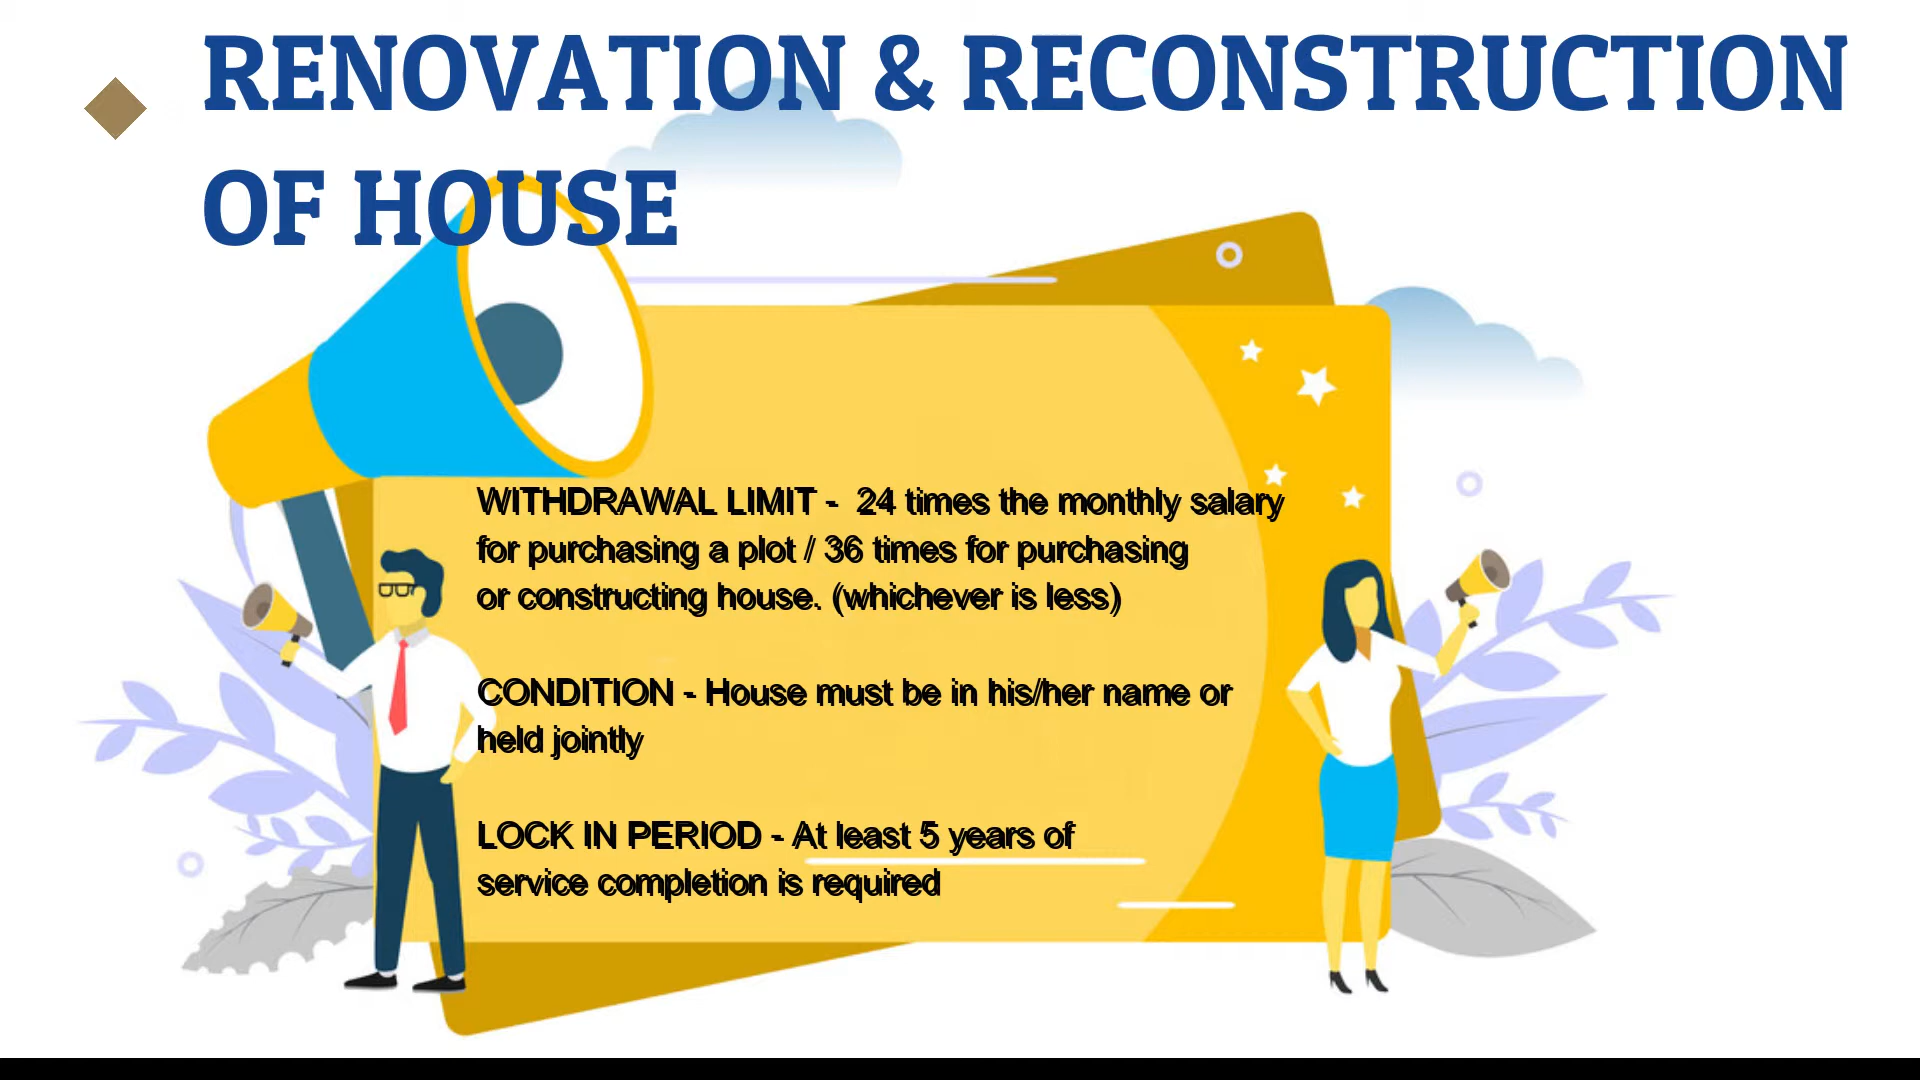 RENOVATION & RECONSTRUCTION
OF HOUSE
WITHDRAWAL LIMIT - 24 times the monthly salary
for purchasing a plot / 36 times for purchasing
or constructing house. (whichever is less)
CONDITION - House must be in his/her name or
held jointly
LOCK IN PERIOD - At least 5 years of
service completion is required